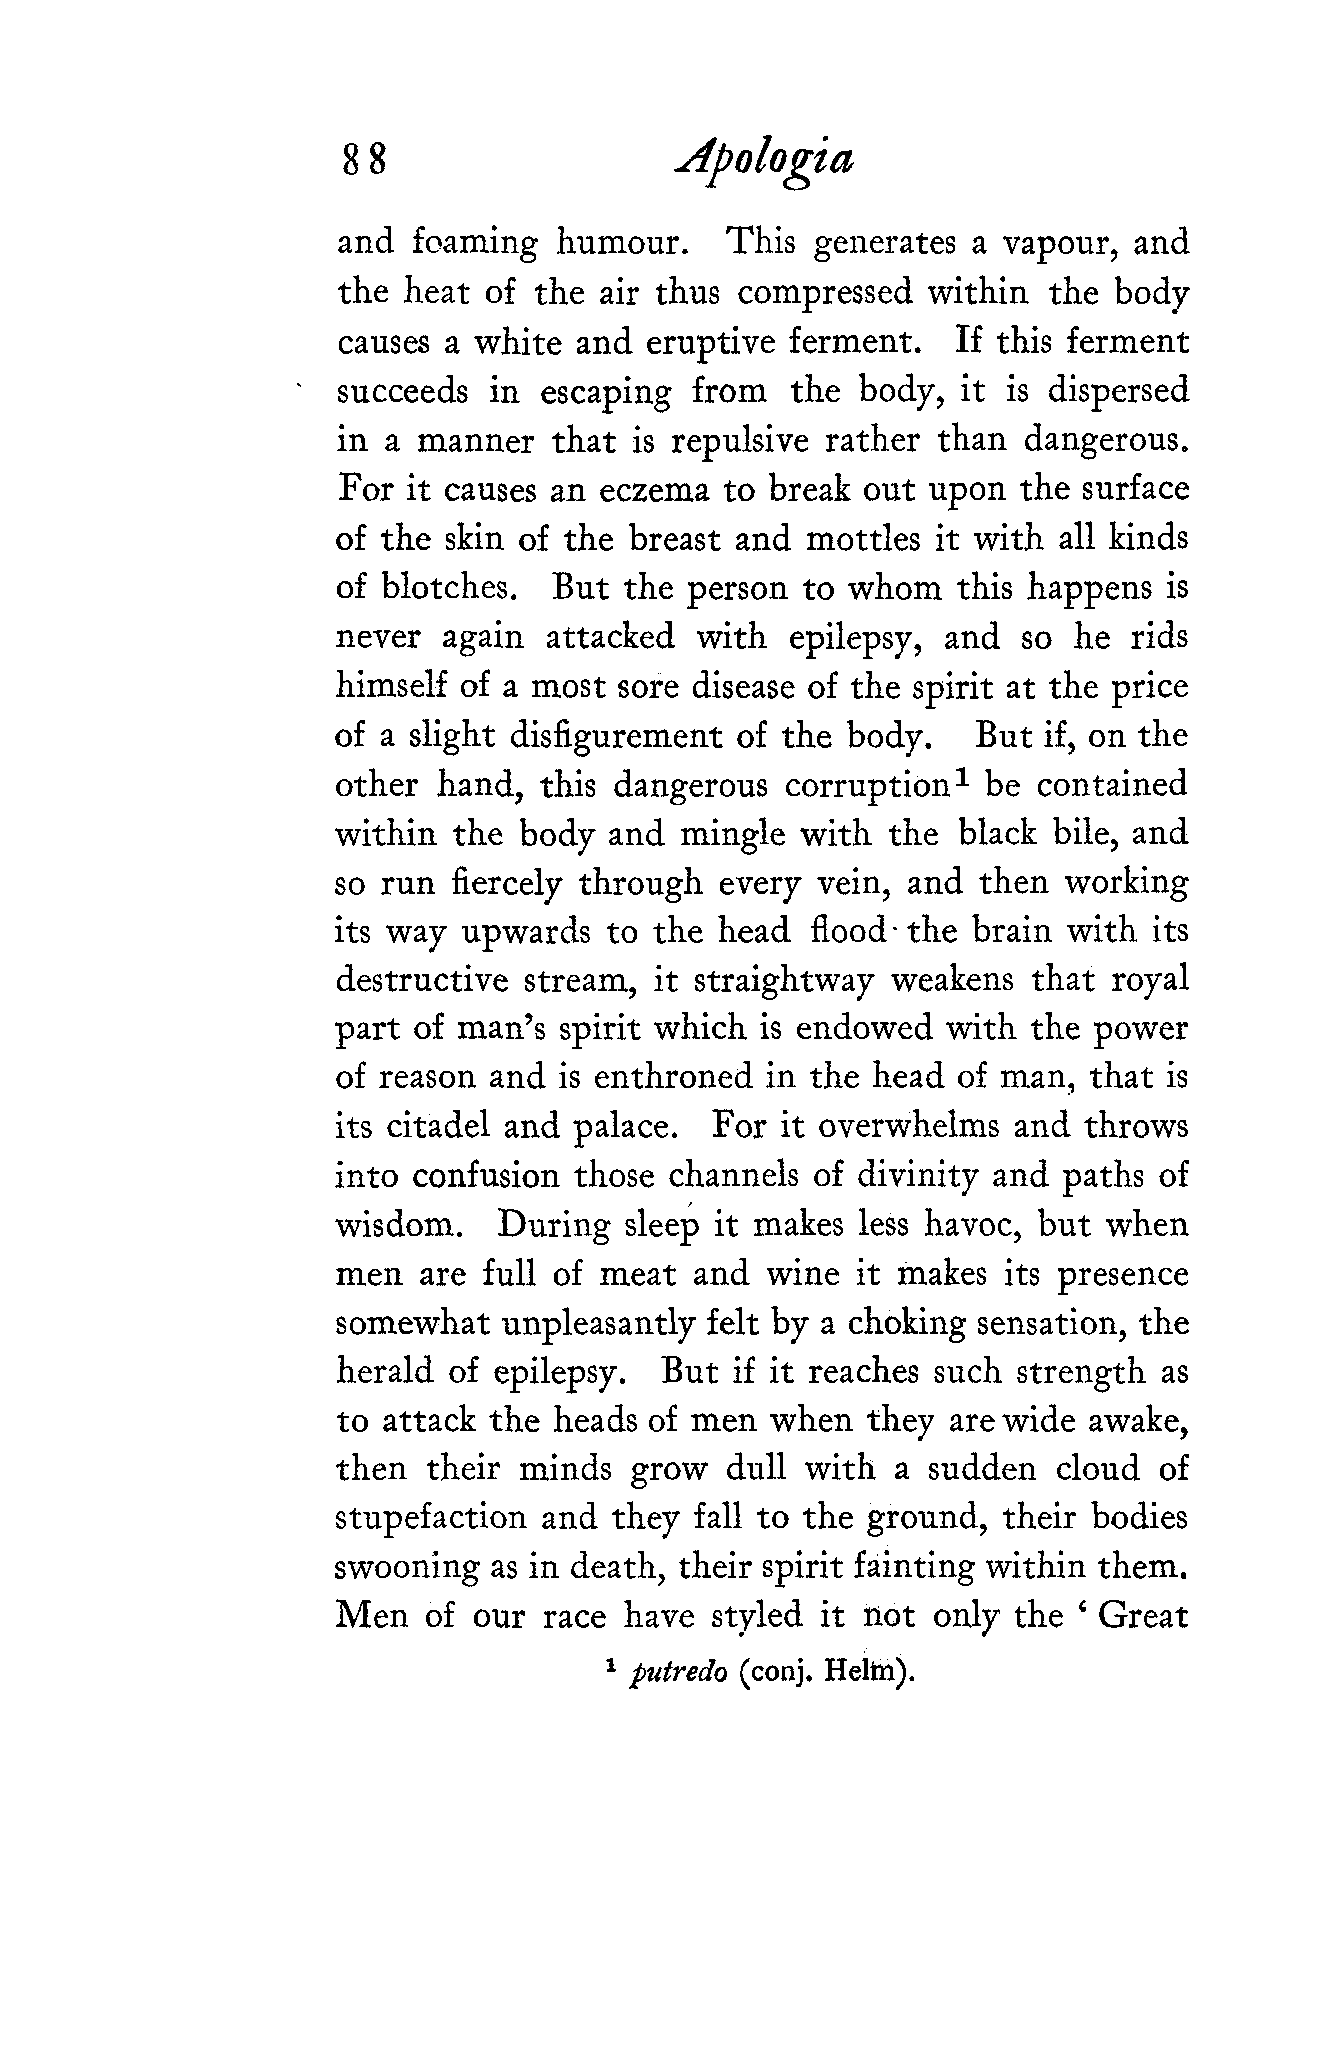 88 Apologia
and foaming humour. This generates a vapour, and
the heat of the air thus compressed within the body
causes a white and eruptive ferment. If this ferment
succeeds in escaping from the body, it is dispersed
in a manner that is repulsive rather than dangerous.
For it causes an eczema to break out upon the surface
of the skin of the breast and mottles it with all kinds
of blotches. But the person to whom this happens is
never again attacked with epilepsy, and so he rids
himself of a most sore disease of the spirit at the price
of a slight disfigurement of the body. But if, on the
other hand, this dangerous corruption¹ be contained
within the body and mingle with the black bile, and
so run fiercely through every vein, and then working
its way upwards to the head flood the brain with its
destructive stream, it straightway weakens that royal
part of man's spirit which is endowed with the power
of reason and is enthroned in the head of man, that is
its citadel and palace. For it overwhelms and throws
into confusion those channels of divinity and paths of
wisdom. During sleep it makes less havoc, but when
men are full of meat and wine it makes its presence
somewhat unpleasantly felt by a choking sensation, the
herald of epilepsy. But if it reaches such strength as
to attack the heads of men when they are wide awake,
then their minds grow dull with a sudden cloud of
stupefaction and they fall to the ground, their bodies
swooning as in death, their spirit fainting within them.
Men of our race have styled it not only the ‘ Great
¹ putredo (conj. Helm).